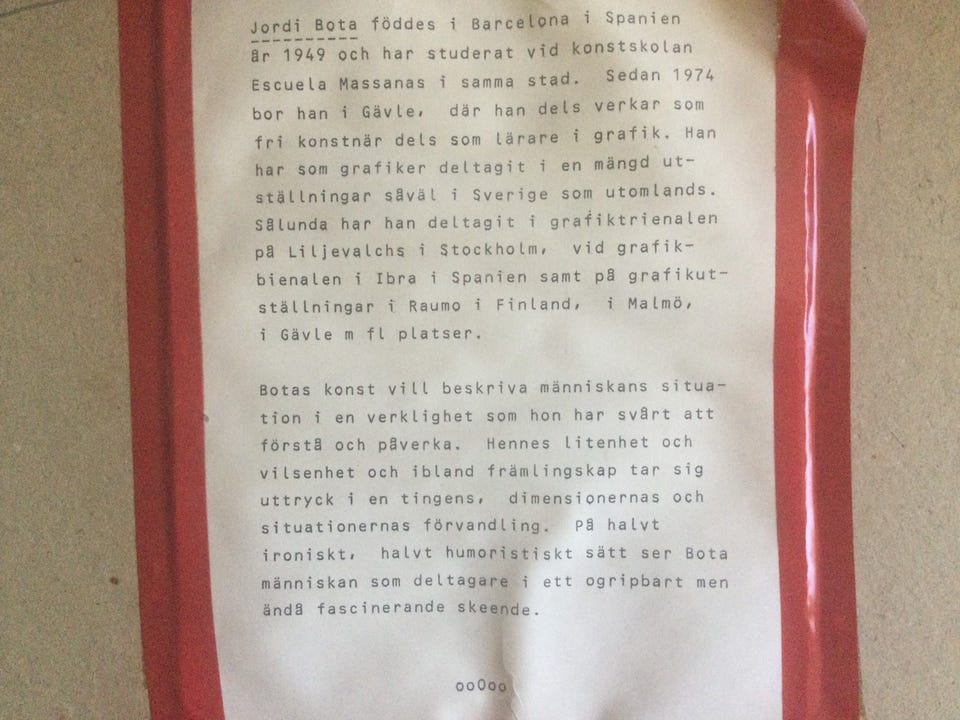 Jordi Bota föddes i Barcelona i Spanien
år 1949 och har studerat vid konstskolan
Escuela Massanas i samma stad. Sedan 1974
bor han i Gävle, där han dels verkar som
fri konstnär dels som lärare i grafik. Han
har som grafiker deltagit i en mängd ut-
ställningar såväl i Sverige som utomlands.
Sålunda har han deltagit i grafiktrienalen
på Liljevalchs i Stockholm, vid grafik-
bienalen i Ibra i Spanien samt på grafikut-
ställningar i Raumo i Finland, i Malmö,
i Gävle m fl platser.
Botas konst vill beskriva människans situa-
tion i en verklighet som hon har svårt att
förstå och påverka. Hennes litenhet och
vilsenhet och ibland främlingskap tar sig
uttryck i en tingens, dimensionernas och
situationernas förvandling. På halvt
ironiskt, halvt humoristiskt sätt ser Bota
människan som deltagare i ett ogripbart men
ändå fascinerande skeende.
ooOoo